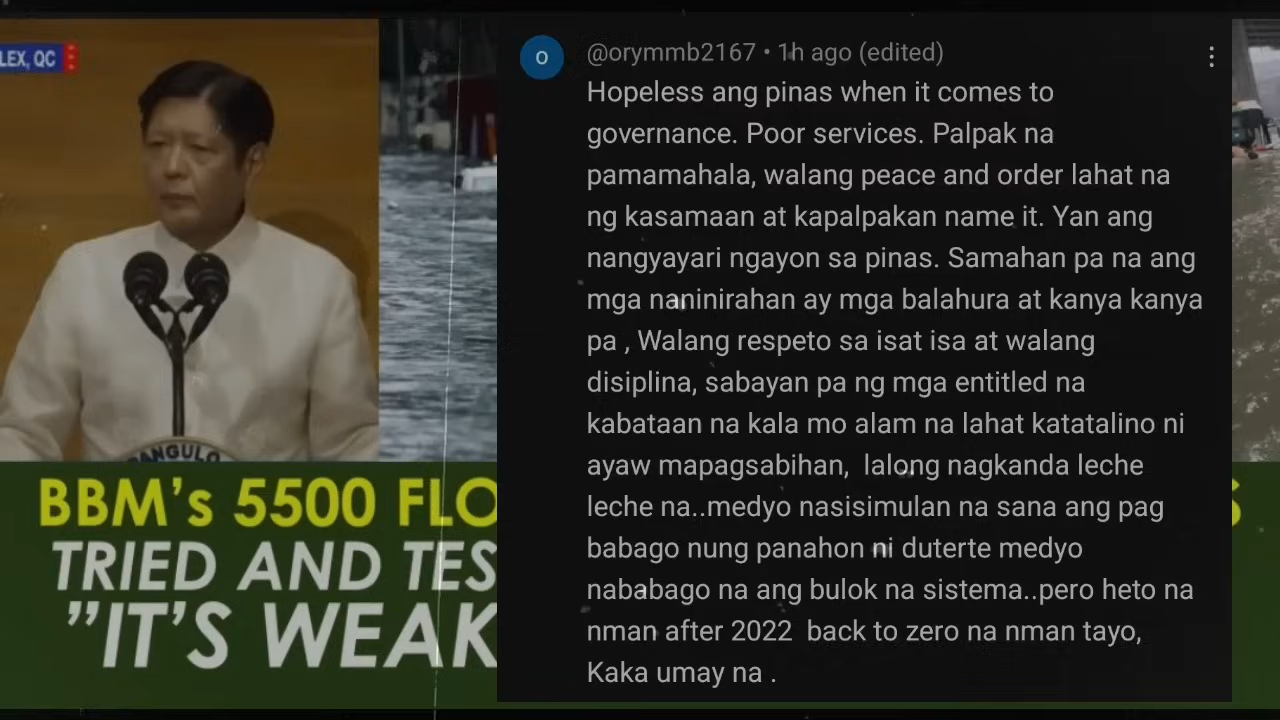 LEX, QC
ANGULO
BBM's 5500 FLO
TRIED AND TES
"IT'S WEAK
O
@orymmb2167 • 1h ago (edited)
Hopeless ang pinas when it comes to
governance. Poor services. Palpak na
pamamahala, walang peace and order lahat na
ng kasamaan at kapalpakan name it. Yan ang
nangyayari ngayon sa pinas. Samahan pa na ang
mga naninirahan ay mga balahura at kanya kanya
pa , Walang respeto sa isat isa at walang
disiplina, sabayan pa ng mga entitled na
kabataan na kala mo alam na lahat katatalino ni
ayaw mapagsabihan,  lalong nagkanda leche
leche na..medyo nasisimulan na sana ang pag
babago nung panahon ni duterte medyo
nababago na ang bulok na sistema..pero heto na
nman after 2022  back to zero na nman tayo,
Kaka umay na .
S